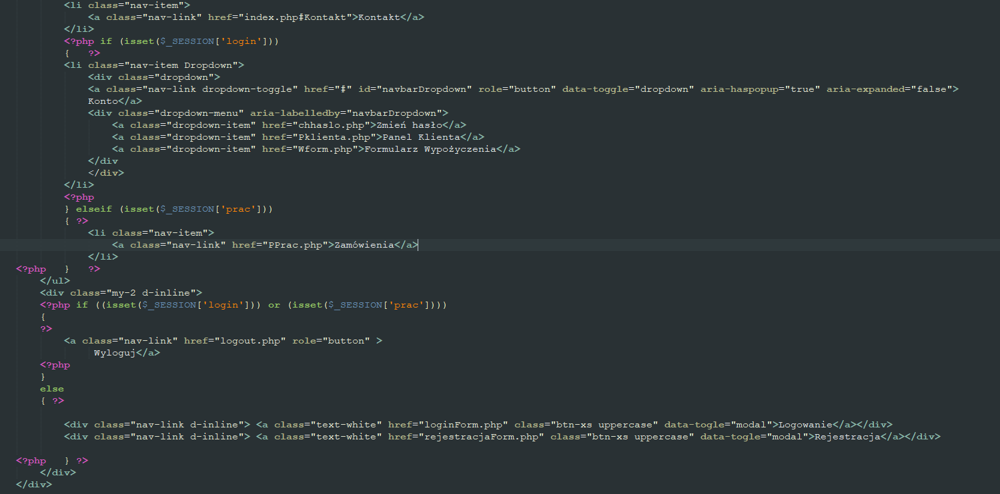 <li class="nav-item">
<a class="nav-link" href="index.php#Kontakt">Kontakt</a>
</li>
<?php if (isset($_SESSION['login']))
{   ?>
<li class="nav-item Dropdown">
<div class="dropdown">
<a class="nav-link dropdown-toggle" href="#" id="navbarDropdown" role="button" data-toggle="dropdown" aria-haspopup="true" aria-expanded="false">
Konto</a>
<div class="dropdown-menu" aria-labelledby="navbarDropdown">
<a class="dropdown-item" href="chhaslo.php">Zmień hasło</a>
<a class="dropdown-item" href="Pklienta.php">Panel Klienta</a>
<a class="dropdown-item" href="Wform.php">Formularz Wypożyczenia</a>
</div
</div>
</li>
<?php
} elseif (isset($_SESSION['prac']))
{ ?>
<li class="nav-item">
<a class="nav-link" href="PPrac.php">Zamówienia</a>
</li>
<?php   }   ?>
</ul>
<div class="my-2 d-inline">
<?php if ((isset($_SESSION['login'])) or (isset($_SESSION['prac'])))
{
?>
<a class="nav-link" href="logout.php" role="button" >
Wyloguj</a>
<?php
}
else
{ ?>
<div class="nav-link d-inline"> <a class="text-white" href="loginForm.php" class="btn-xs uppercase" data-togle="modal">Logowanie</a></div>
<div class="nav-link d-inline"> <a class="text-white" href="rejestracjaForm.php" class="btn-xs uppercase" data-togle="modal">Rejestracja</a></div>
<?php   } ?>
</div>
</div>